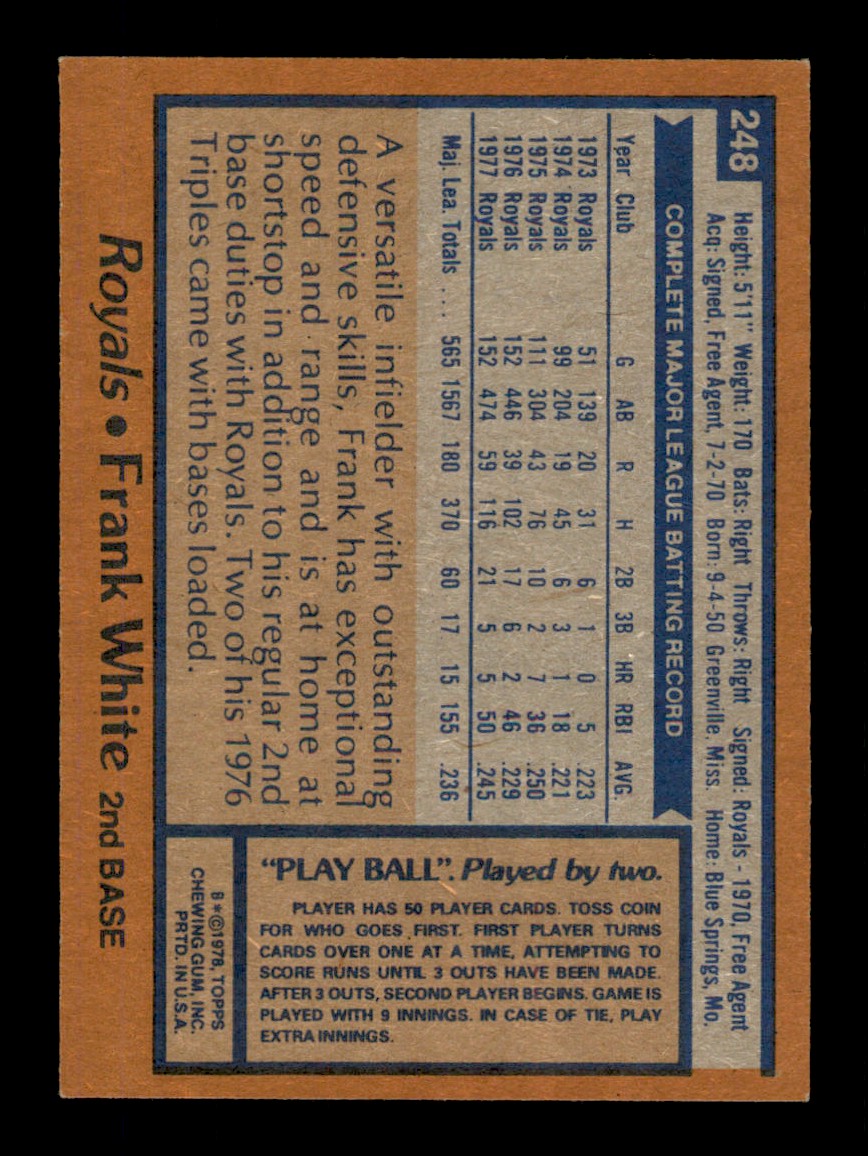 248
Height: 5'11" Weight: 170 Bats: Right Throws: Right Signed: Royals - 1970, Free Agent
Acq: Signed, Free Agent, 7-2-70 Born: 9-4-50 Greenville, Miss. Home: Blue Springs, Mo.
COMPLETE MAJOR LEAGUE BATTING RECORD
Year Club G AB R H 2B 3B HR RBI AVG.
1973 Royals 51 139 20 31 6 1 0 5 .223
1974 Royals 99 204 19 45 6 3 1 18 .221
1975 Royals 111 304 43 76 10 2 7 36 .250
1976 Royals 152 446 39 102 17 6 2 46 .229
1977 Royals 152 474 59 116 21 5 5 50 .245
Maj. Lea. Totals ... 565 1567 180 370 60 17 15 155 .236
A versatile infielder with outstanding
defensive skills, Frank has exceptional
speed and range and is at home at
shortstop in addition to his regular 2nd
base duties with Royals. Two of his 1976
Triples came with bases loaded.
"PLAY BALL". Played by two.
PLAYER HAS 50 PLAYER CARDS. TOSS COIN
FOR WHO GOES FIRST. FIRST PLAYER TURNS
CARDS OVER ONE AT A TIME, ATTEMPTING TO
SCORE RUNS UNTIL 3 OUTS HAVE BEEN MADE.
AFTER 3 OUTS, SECOND PLAYER BEGINS. GAME IS
PLAYED WITH 9 INNINGS. IN CASE OF TIE, PLAY
EXTRA INNINGS.
B*©1978, TOPPS
CHEWING GUM, INC.
PRTD. IN U.S.A.
Royals • Frank White 2nd BASE